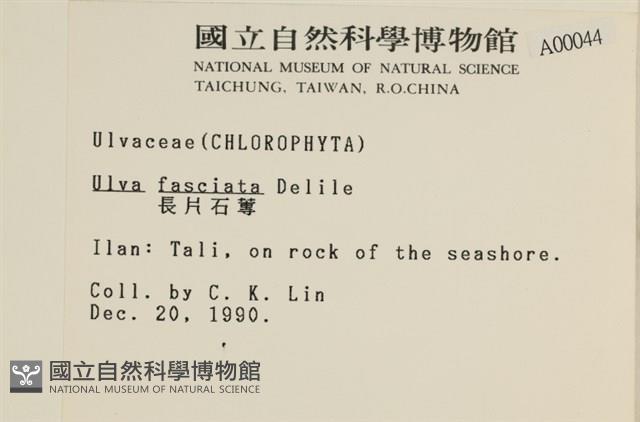 國立自然科學博物館
A00044
NATIONAL MUSEUM OF NATURAL SCIENCE
TAICHUNG, TAIWAN, R.O.CHINA
Ulvaceae(CHLOROPHYTA)
Ulva fasciata Delile
長片石蓴
Ilan: Tali, on rock of the seashore.
Coll. by C. K. Lin
Dec. 20, 1990.
國立自然科學博物館
NATIONAL MUSEUM OF NATURAL SCIENCE